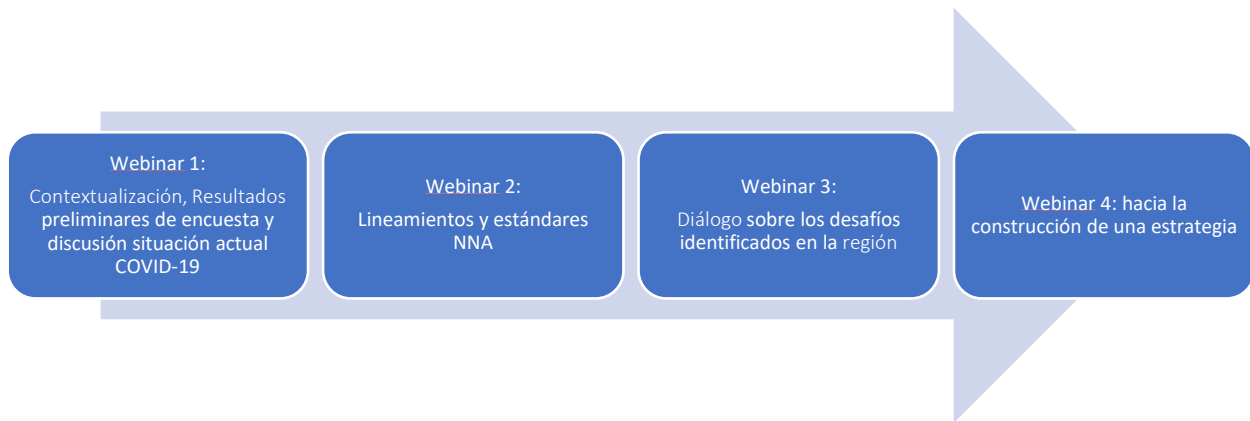 Webinar 1:
Contextualización, Resultados
preliminares de encuesta y
discusión situación actual
COVID-19
Webinar 2:
Lineamientos y estándares
NNA
Webinar 3:
Diálogo sobre los desafíos
identificados en la región
Webinar 4: hacia la
construcción de una estrategia